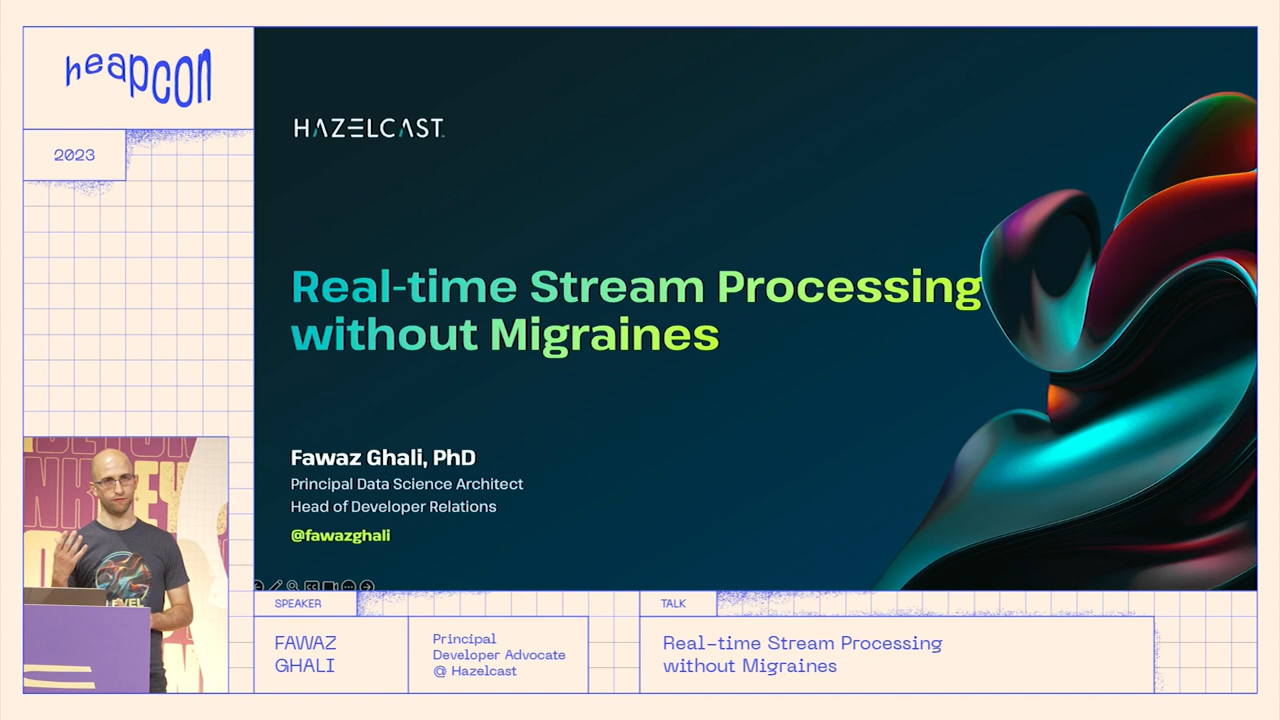 heapcon
2023
HAZELCAST
Real-time Stream Processing
without Migraines
Fawaz Ghali, PhD
Principal Data Science Architect
Head of Developer Relations
@fawazghali
SPEAKER
FAWAZ
GHALI
Principal
Developer Advocate
@ Hazelcast
TALK
Real-time Stream Processing
without Migraines